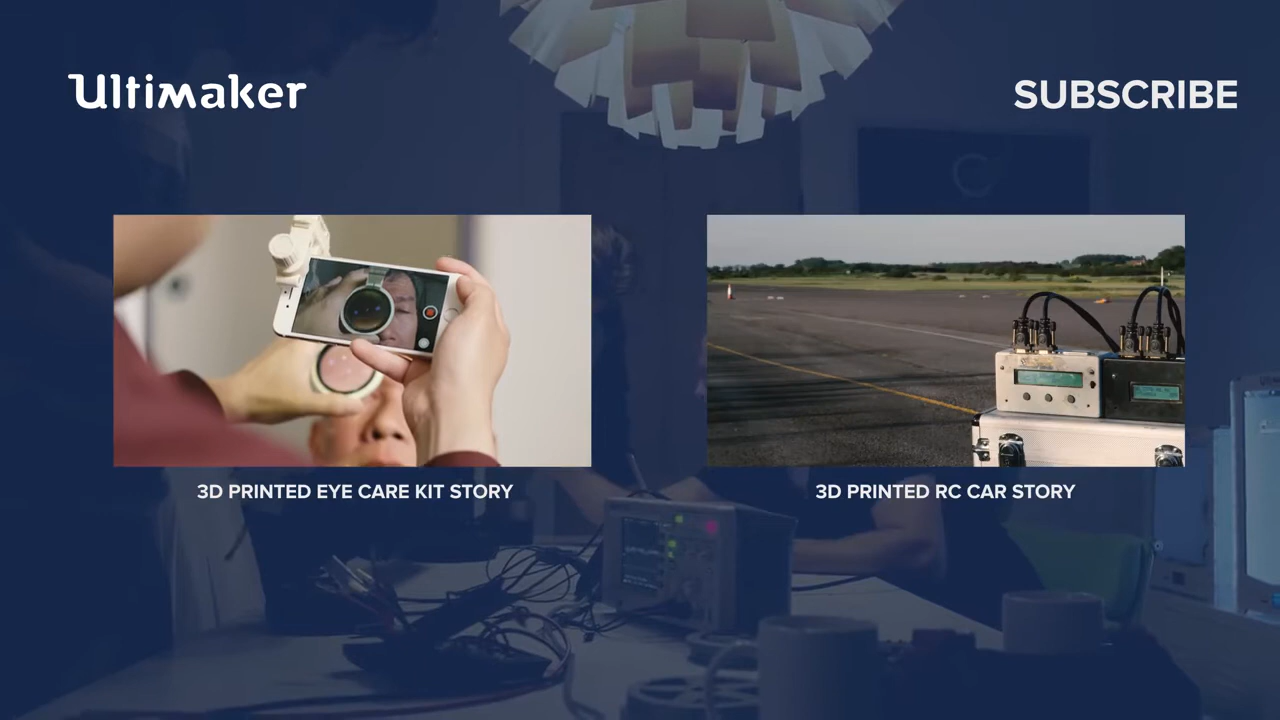 Ultimaker
SUBSCRIBE
3D PRINTED EYE CARE KIT STORY
3D PRINTED RC CAR STORY